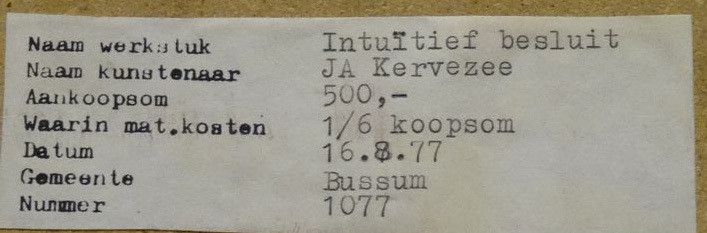 Naam werkstuk Intuïtief besluit
Naam kunstenaar JA Kervezee
Aankoopsom 500,-
Waarin mat.kosten 1/6 koopsom
Datum 16.8.77
Gemeente Bussum
Nummer 1077